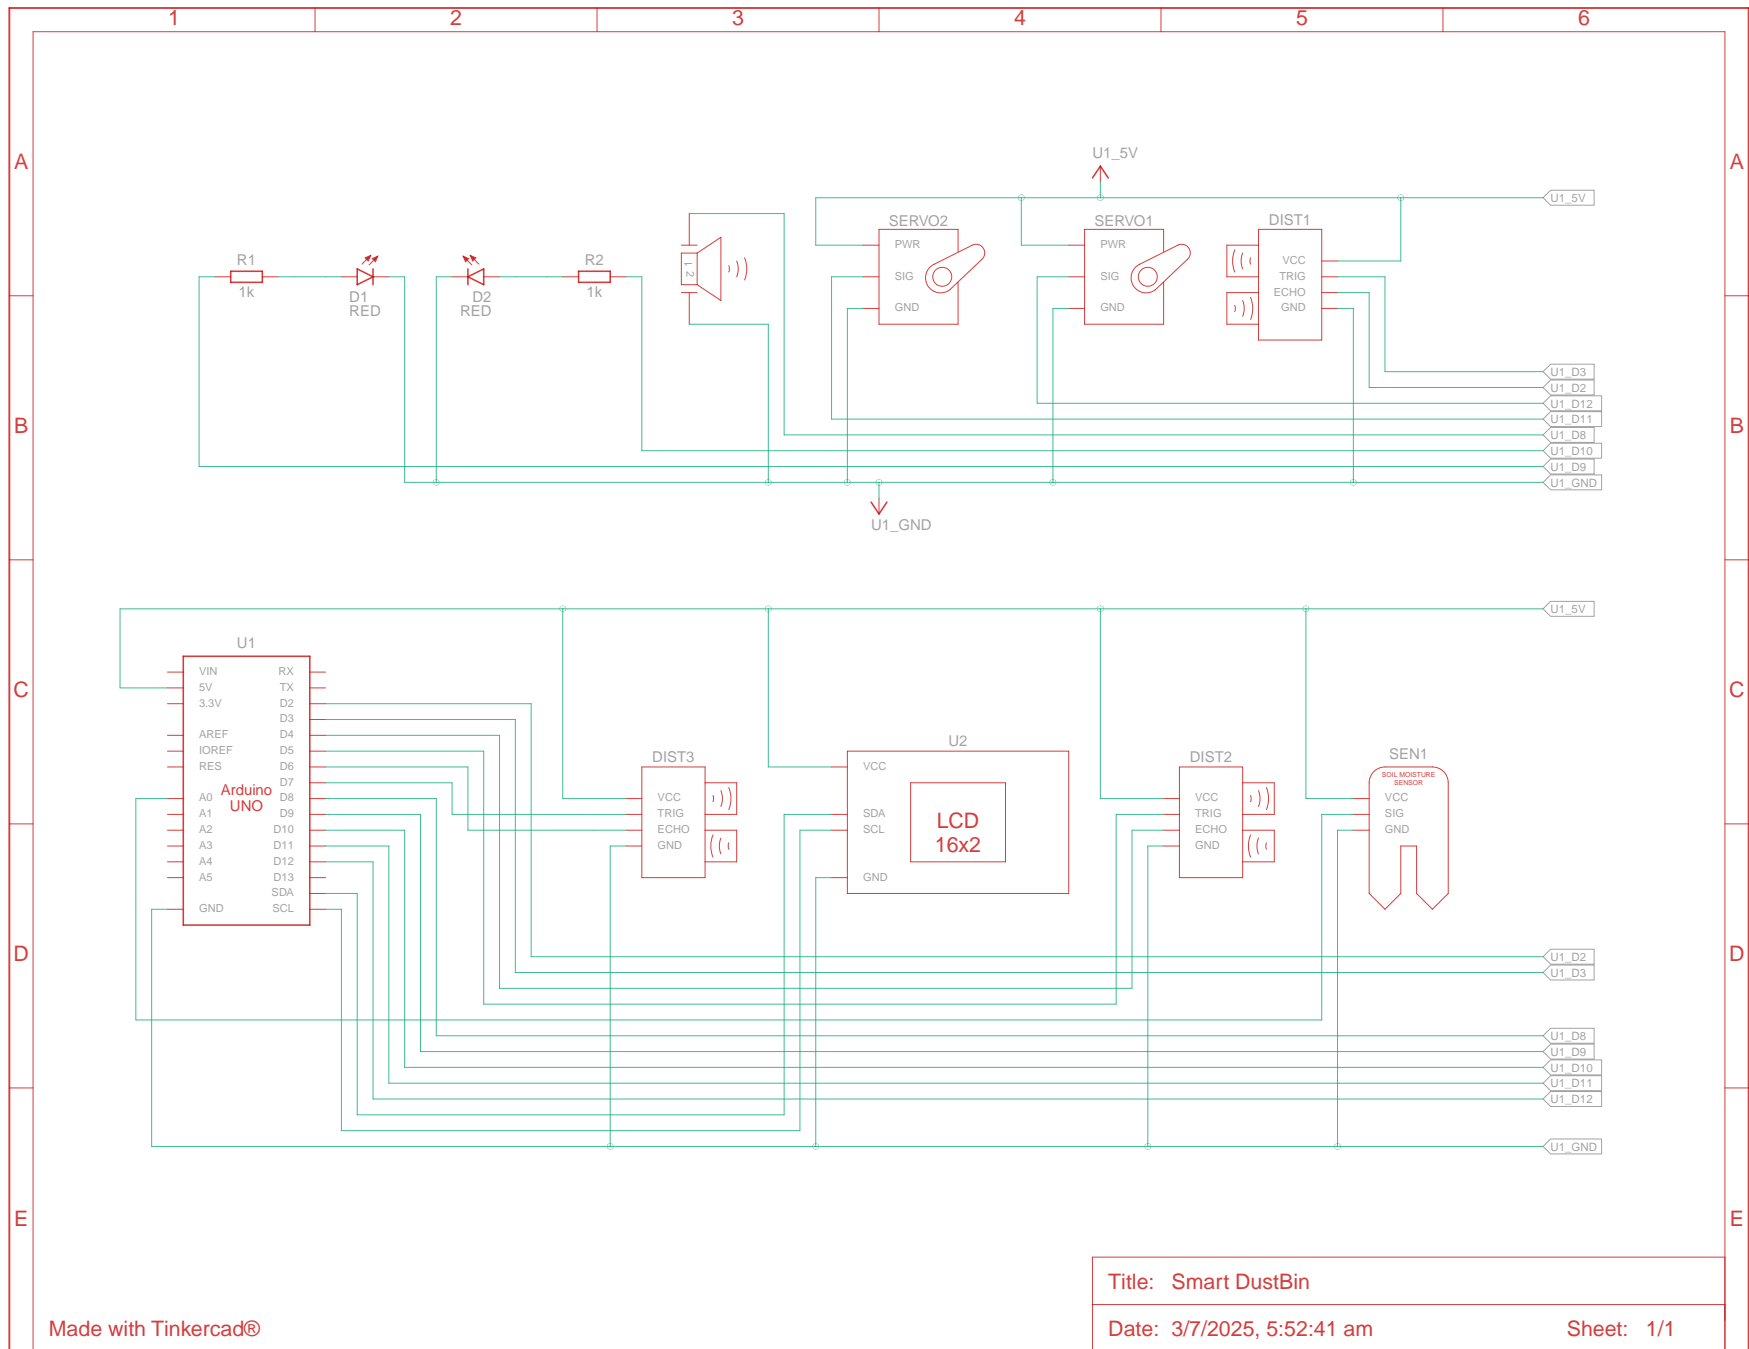 1 2 3 4 5 6
A A
U1_5V
U1_5V
SERVO2 SERVO1 DIST1
PWR PWR
R1 R2 VCC
SIG SIG TRIG
1k 1k ECHO
D1 D2
RED RED
GND GND GND
1 2
U1_D3
U1_D2
U1_D12
U1_D11
B B
U1_D8
U1_D10
U1_D9
U1_GND
U1_GND
U1_5V
U1
VIN RX
5V TX
3.3V D2
D3
AREF D4
IOREF D5
RES D6
D7
A0 D8
A1 D9
A2 D10
A3 D11
A4 D12
A5 D13
SDA
GND SCL
Arduino
UNO
C C
DIST3
VCC
TRIG
ECHO
GND
U2
VCC
SDA
SCL
GND
LCD
16x2
DIST2
VCC
TRIG
ECHO
GND
SEN1
SOIL MOISTURE
SENSOR
VCC
SIG
GND
D D
U1_D2
U1_D3
U1_D8
U1_D9
U1_D10
U1_D11
U1_D12
U1_GND
E E
Title: Smart DustBin
Made with Tinkercad®
Date: 3/7/2025, 5:52:41 am Sheet: 1/1